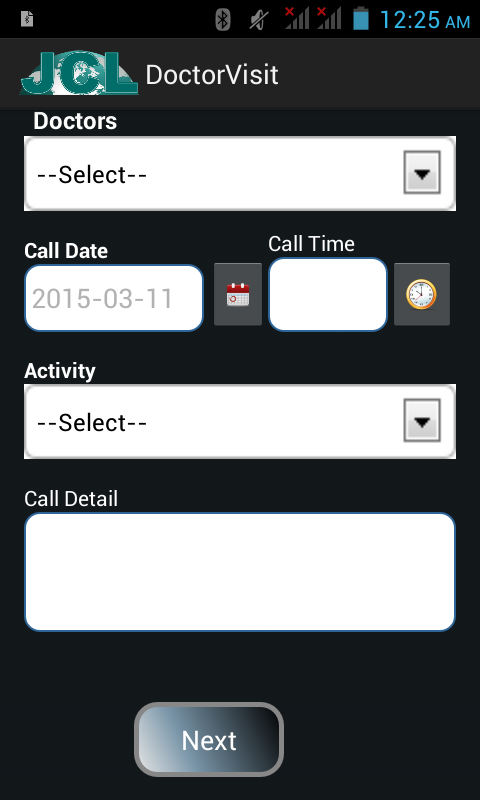 12:25 AM
JCL DoctorVisit
Doctors
--Select--
Call Date
Call Time
2015-03-11
Activity
--Select--
Call Detail
Next